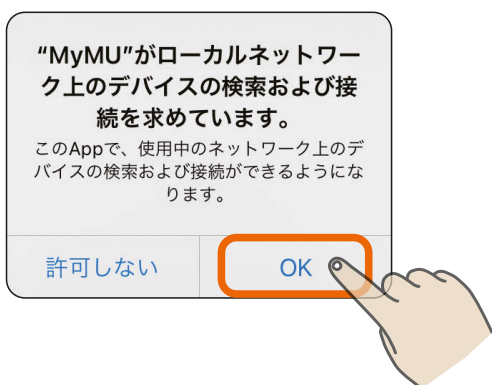 “MyMU”がローカルネットワー
ク上のデバイスの検索および接
続を求めています。
このAppで、使用中のネットワーク上のデ
バイスの検索および接続ができるようにな
ります。
許可しない
OK